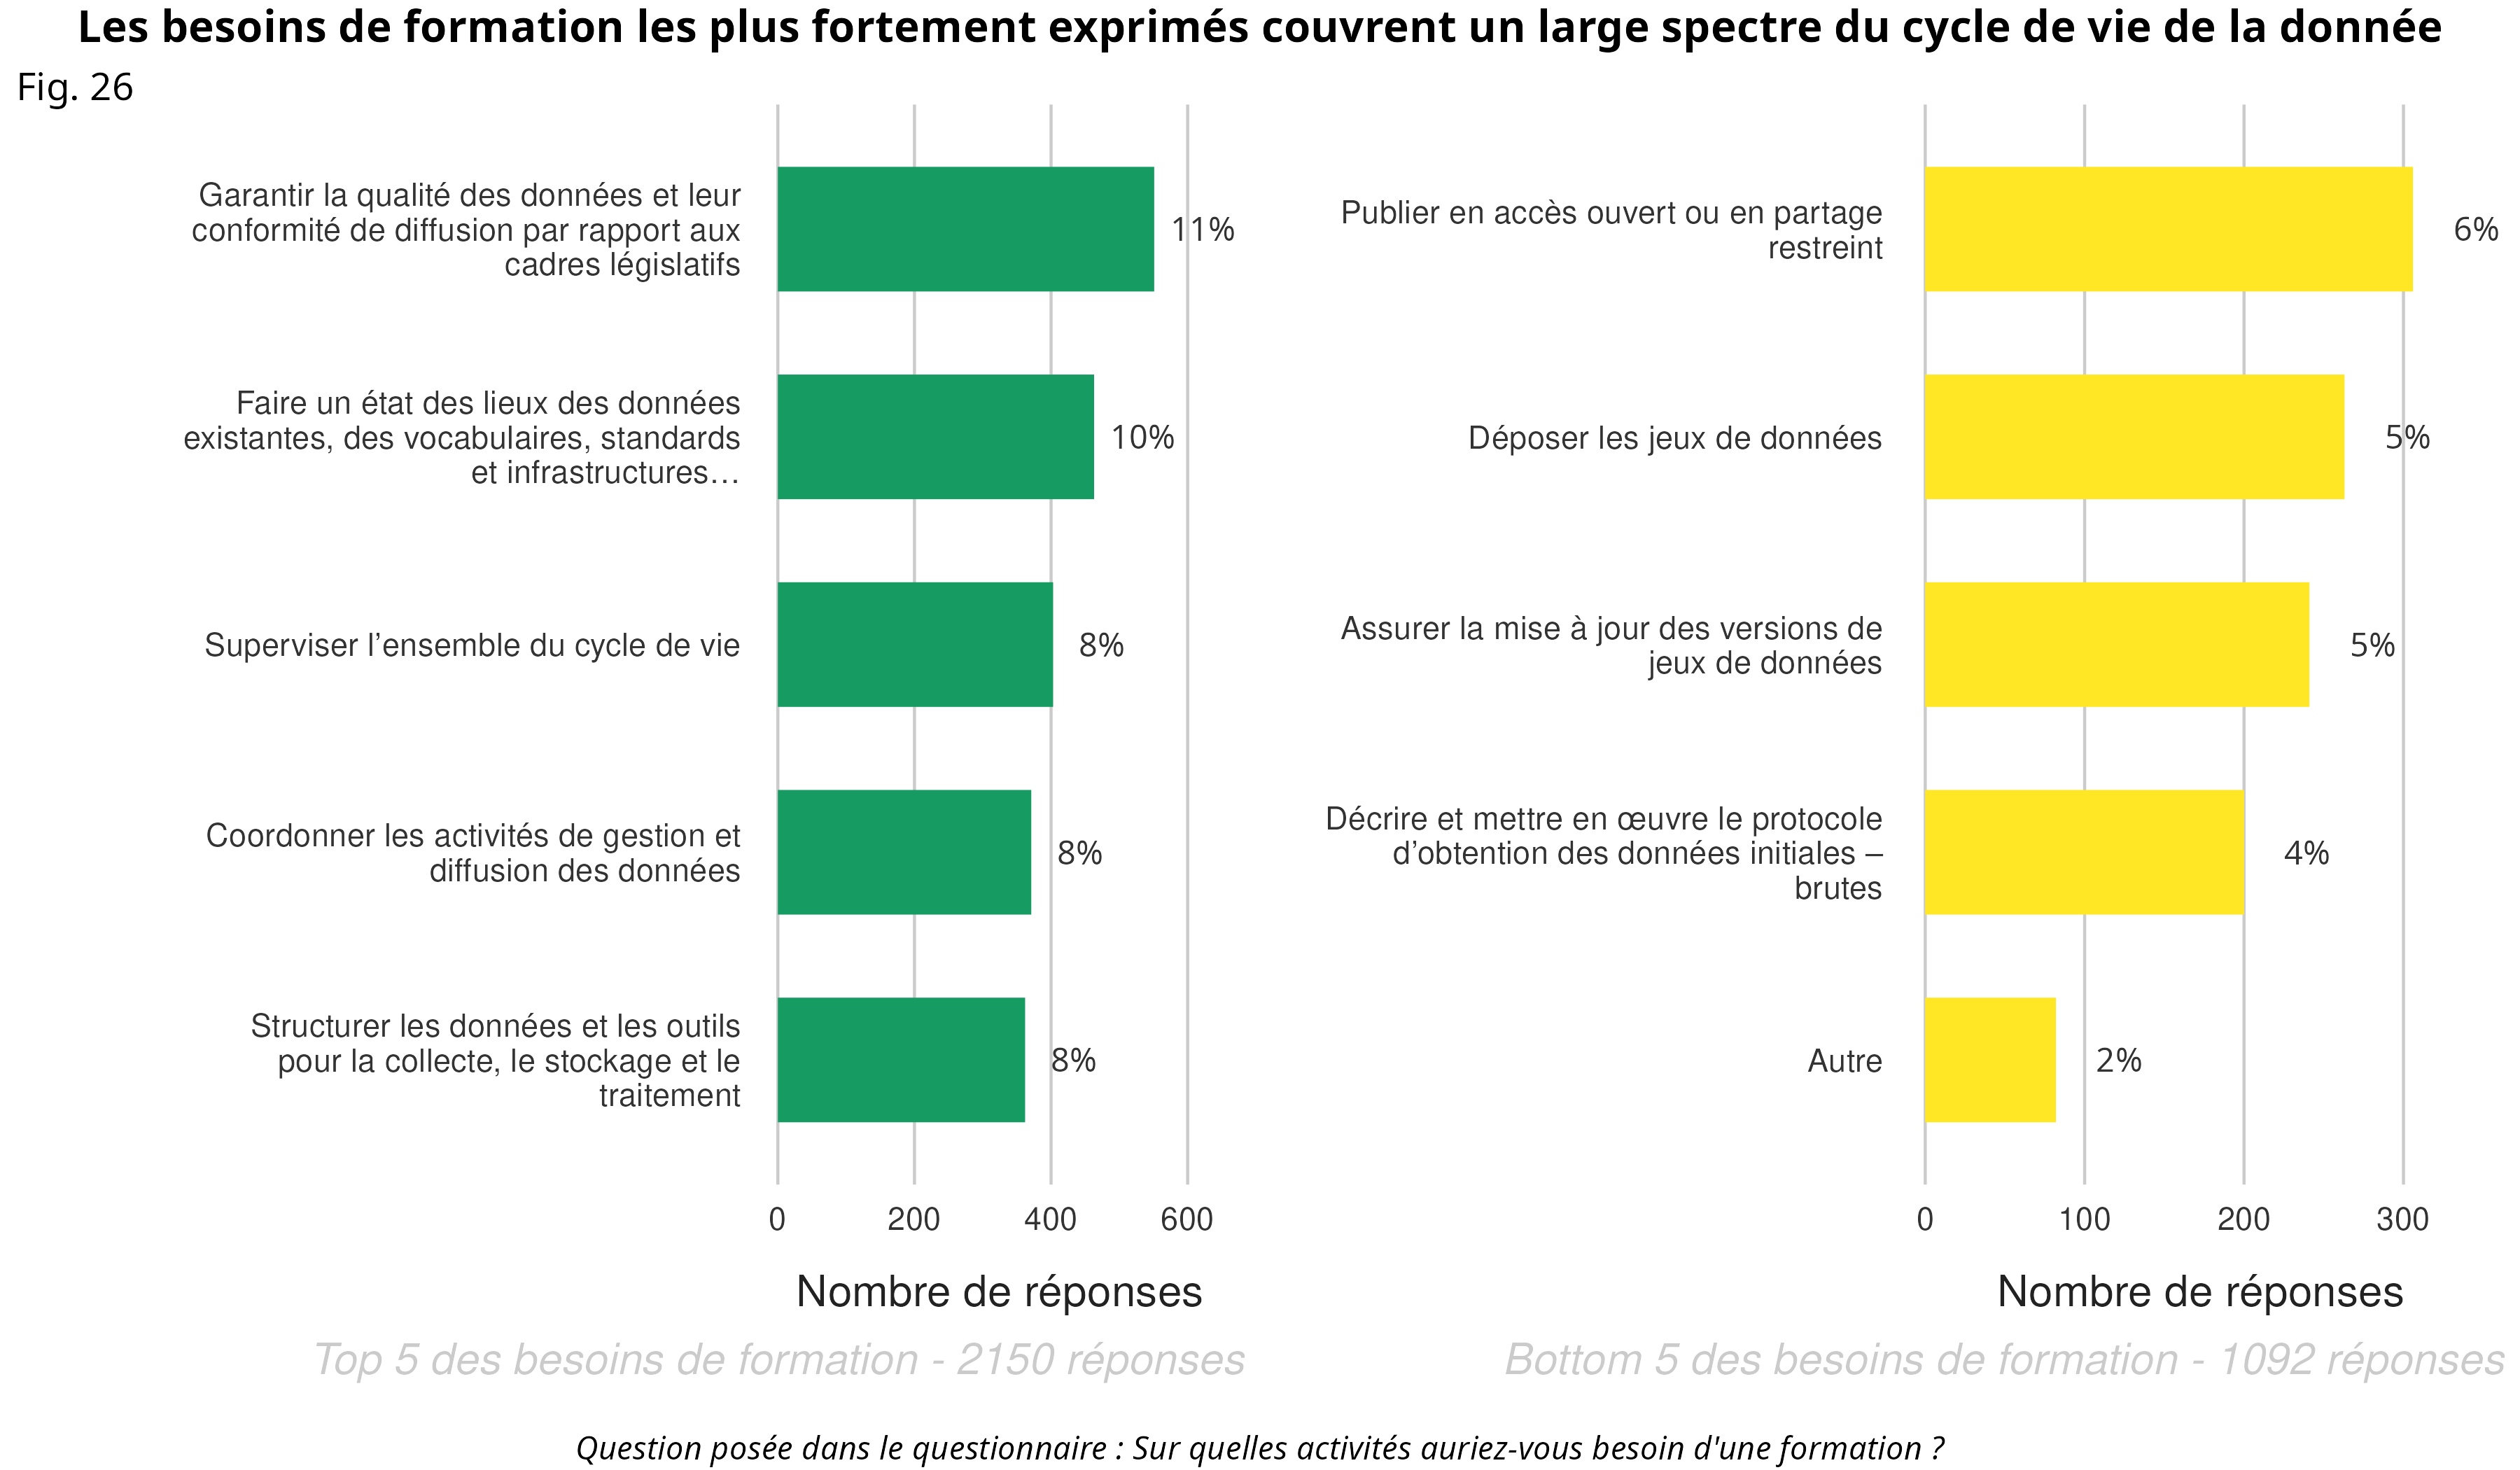 Les besoins de formation les plus fortement exprimés couvrent un large spectre du cycle de vie de la donnée
Fig. 26
Garantir la qualité des données et leur
conformité de diffusion par rapport aux
cadres législatifs
11%
Faire un état des lieux des données
existantes, des vocabulaires, standards
et infrastructures…
10%
Superviser l’ensemble du cycle de vie
8%
Coordonner les activités de gestion et
diffusion des données
8%
Structurer les données et les outils
pour la collecte, le stockage et le
traitement
8%
0 200 400 600
Nombre de réponses
Top 5 des besoins de formation - 2150 réponses
Publier en accès ouvert ou en partage
restreint
6%
Déposer les jeux de données
5%
Assurer la mise à jour des versions de
jeux de données
5%
Décrire et mettre en œuvre le protocole
d’obtention des données initiales –
brutes
4%
Autre
2%
0 100 200 300
Nombre de réponses
Bottom 5 des besoins de formation - 1092 réponses
Question posée dans le questionnaire : Sur quelles activités auriez-vous besoin d'une formation ?